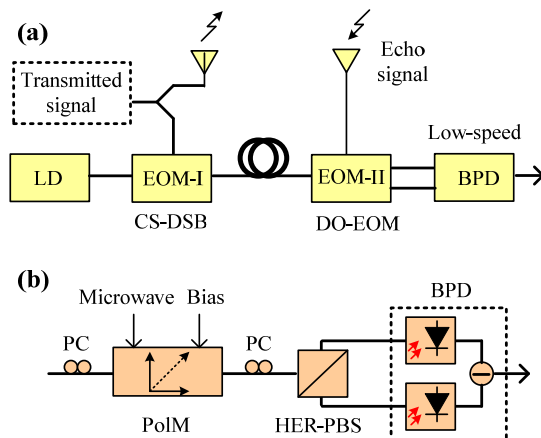 (a)
Transmitted
signal
Echo
signal
Low-speed
LD
EOM-I
EOM-II
BPD
CS-DSB
DO-EOM
(b)
Microwave
Bias
BPD
PC
PC
PolM
HER-PBS